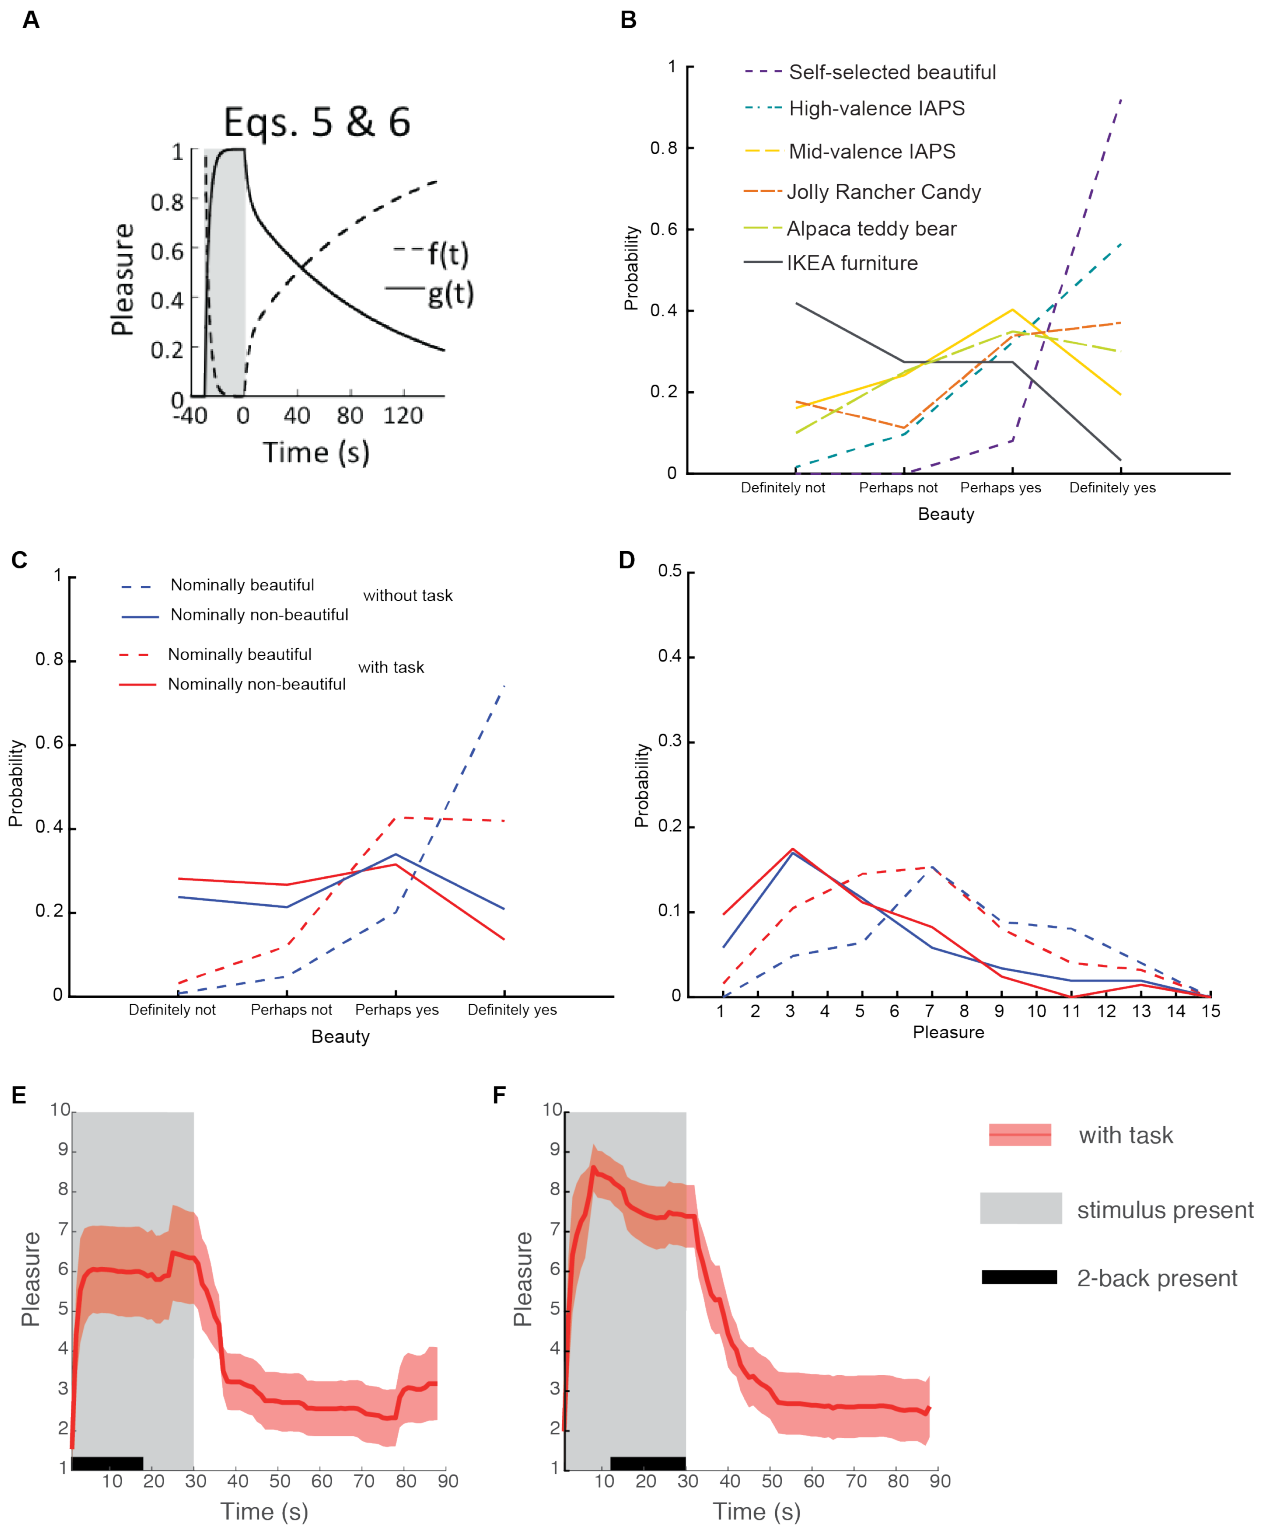 A
Eqs. 5 & 6
1
0.8
0.6
0.4
0.2
0
-40 0 40 80 120
Pleasure
Time (s)
f(t)
g(t)
B
1
0.8
0.6
0.4
0.2
0
Probability
Self-selected beautiful
High-valence IAPS
Mid-valence IAPS
Jolly Rancher Candy
Alpaca teddy bear
IKEA furniture
Definitely not Perhaps not Perhaps yes Definitely yes
Beauty
C
1
0.8
0.6
0.4
0.2
0
Probability
Nominally beautiful
Nominally non-beautiful
without task
Nominally beautiful
Nominally non-beautiful
with task
Definitely not Perhaps not Perhaps yes Definitely yes
Beauty
D
0.5
0.4
0.3
0.2
0.1
0
Probability
1 2 3 4 5 6 7 8 9 10 11 12 13 14 15
Pleasure
E
10
9
8
7
6
5
4
3
2
1
Pleasure
10 20 30 40 50 60 70 80 90
Time (s)
F
10
9
8
7
6
5
4
3
2
1
Pleasure
10 20 30 40 50 60 70 80 90
Time (s)
with task
stimulus present
2-back present